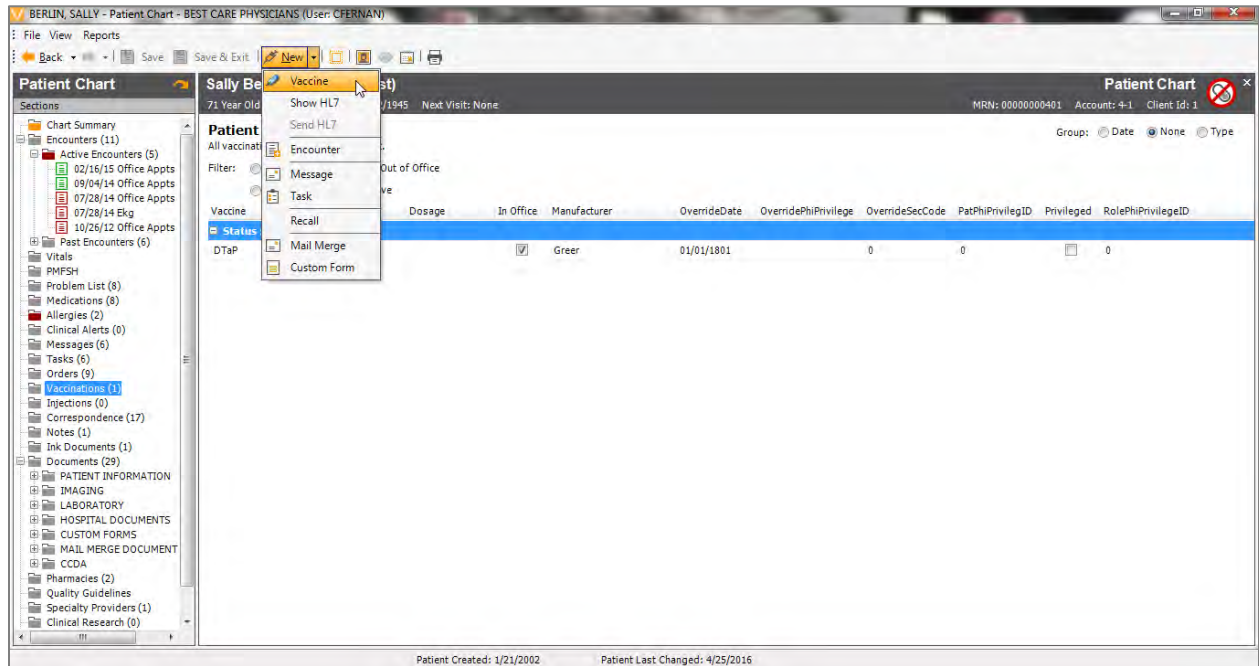 BERLIN, SALLY - Patient Chart - BEST CARE PHYSICIANS (User: CFERNAN)
File View Reports
Back Save Save & Exit New
Patient Chart
Sections
Chart Summary
Encounters (11)
Active Encounters (5)
02/16/15 Office Appts
09/04/14 Office Appts
07/28/14 Office Appts
07/28/14 Ekg
10/26/12 Office Appts
Past Encounters (6)
Vitals
PMFSH
Problem List (8)
Medications (8)
Allergies (2)
Clinical Alerts (0)
Messages (6)
Tasks (6)
Orders (9)
Vaccinations (1)
Injections (0)
Correspondence (17)
Notes (1)
Ink Documents (1)
Documents (29)
PATIENT INFORMATION
IMAGING
LABORATORY
HOSPITAL DOCUMENTS
CUSTOM FORMS
MAIL MERGE DOCUMENT
CCDA
Pharmacies (2)
Quality Guidelines
Specialty Providers (1)
Clinical Research (0)
Vaccine
Show HL7
Send HL7
Encounter
Message
Task
Recall
Mail Merge
Custom Form
Sally Be st) Patient Chart
71 Year Old /1945 Next Visit: None MRN: 00000000401 Account: 4-1 Client Id: 1
Patient Group: Date None Type
All vaccinati
Filter: Out of Office
ve
Vaccine Dosage In Office Manufacturer OverrideDate OverridePhiPrivilege OverrideSecCode PatPhiPrivilegID Privileged RolePhiPrivilegeID
Status
DTaP Greer 01/01/1801 0 0 0
Patient Created: 1/21/2002 Patient Last Changed: 4/25/2016